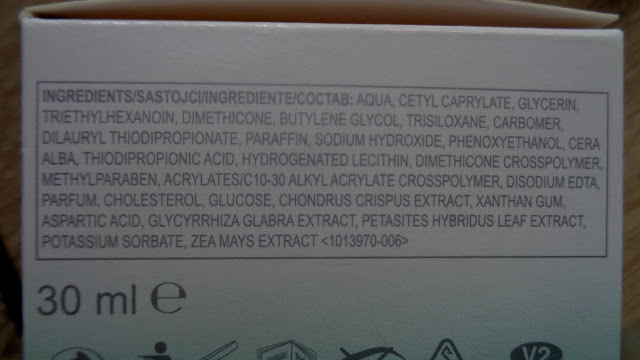 INGREDIENTS/SASTOJCI/INGREDIENTE/СОСТАВ: AQUA, CETYL CAPRYLATE, GLYCERIN,
TRIETHYLHEXANOIN, DIMETHICONE, BUTYLENE GLYCOL, TRISILOXANE, CARBOMER,
DILAURYL THIODIPROPIONATE, PARAFFIN, SODIUM HYDROXIDE, PHENOXYETHANOL, CERA
ALBA, THIODIPROPIONIC ACID, HYDROGENATED LECITHIN, DIMETHICONE CROSSPOLYMER,
METHYLPARABEN, ACRYLATES/C10-30 ALKYL ACRYLATE CROSSPOLYMER, DISODIUM EDTA,
PARFUM, CHOLESTEROL, GLUCOSE, CHONDRUS CRISPUS EXTRACT, XANTHAN GUM,
ASPARTIC ACID, GLYCYRRHIZA GLABRA EXTRACT, PETASITES HYBRIDUS LEAF EXTRACT,
POTASSIUM SORBATE, ZEA MAYS EXTRACT <1013970-006>
30 ml ℮